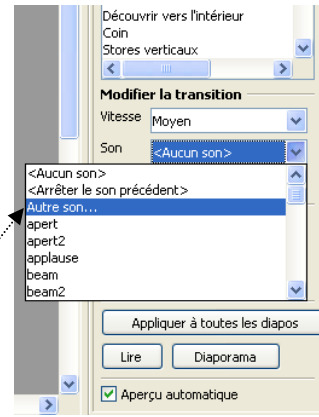 Découvrir vers l'intérieur
Coin
Stores verticaux
Modifier la transition
Vitesse Moyen
Son <Aucun son>
<Aucun son>
<Arrêter le son précédent>
Autre son...
apert
apert2
applause
beam
beam2
Appliquer à toutes les diapos
Lire Diaporama
Aperçu automatique